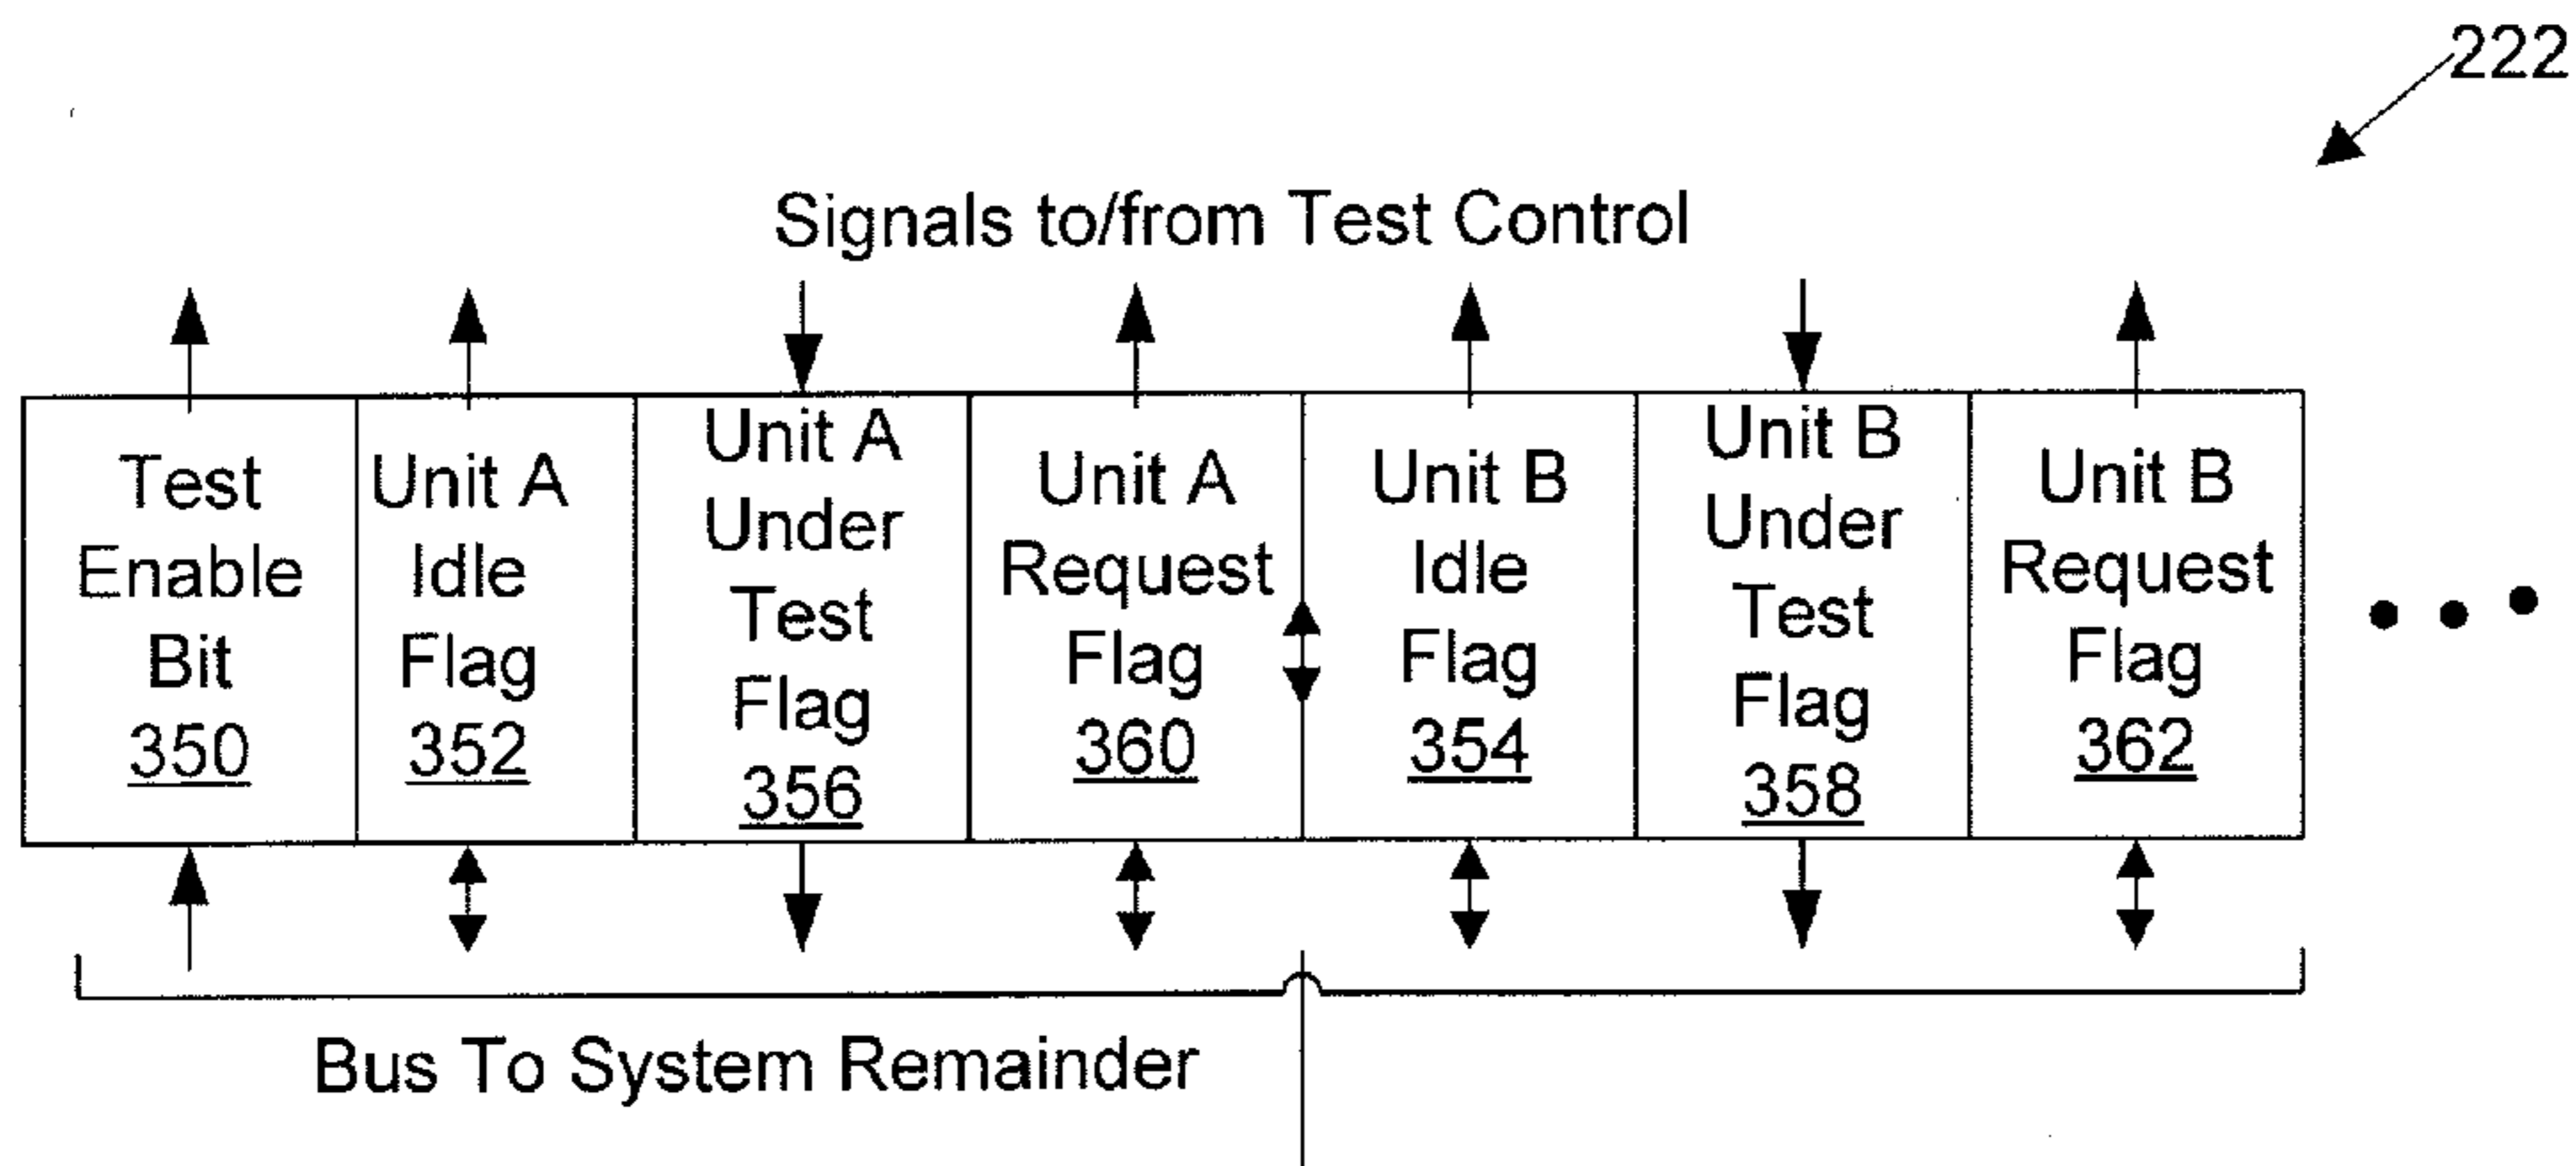 222
Signals to/from Test Control
Test
Enable
Bit
350
Unit A
Idle
Flag
352
Unit A
Under
Test
Flag
356
Unit A
Request
Flag
360
Unit B
Idle
Flag
354
Unit B
Under
Test
Flag
358
Unit B
Request
Flag
362
Bus To System Remainder